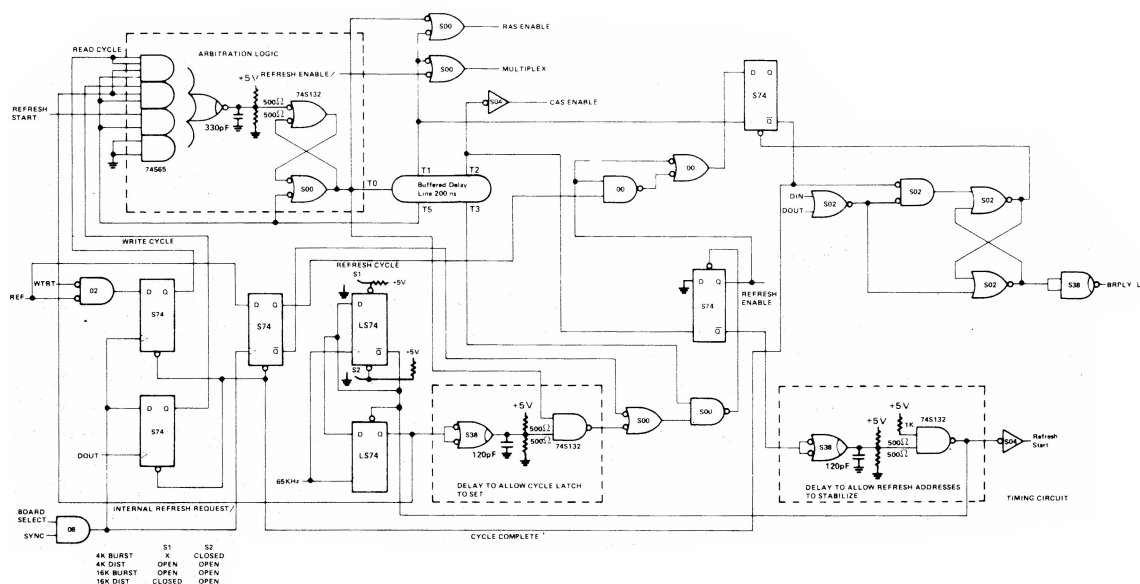 S00
RAS ENABLE
READ CYCLE
ARBITRATION LOGIC
REFRESH ENABLE/
S00
MULTIPLEX
D Q
S74
Q
+5V
74S132
500Ω
500Ω
330pF
REFRESH
START
74S65
S04
CAS ENABLE
S00
T0
T1 T2
Buffered Delay
Line 200 ns
T5 T3
00
00
DIN
DOUT
S02
S02
S02
WRITE CYCLE
WTRT
REF
02
D Q
S74
D Q
S74
Q
REFRESH CYCLE
S1
+5V
D Q
LS74
Q
S2
-5V
D Q
S74
Q
REFRESH
ENABLE
S02
S38
BRPLY L
D Q
S74
DOUT
D Q
LS74
65KHz
S38
120pF
+5V
500Ω
500Ω
74S132
DELAY TO ALLOW CYCLE LATCH
TO SET
S00
S00
S38
120pF
+5V
500Ω
500Ω
+5V
1K
74S132
DELAY TO ALLOW REFRESH ADDRESSES
TO STABILIZE
S04
Refresh
Start
TIMING CIRCUIT
INTERNAL REFRESH REQUEST/
BOARD
SELECT
SYNC
08
CYCLE COMPLETE
S1 S2
4K BURST X CLOSED
4K DIST OPEN OPEN
16K BURST OPEN OPEN
16K DIST CLOSED OPEN